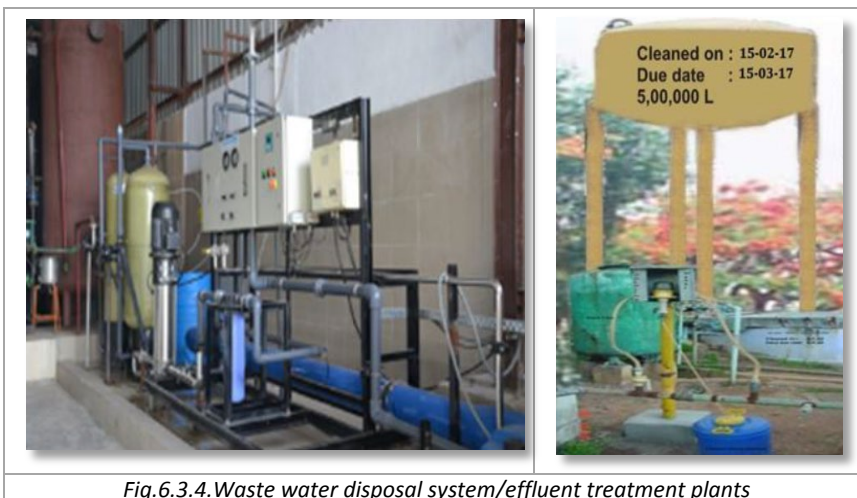 Cleaned on : 15-02-17
Due date : 15-03-17
5,00,000 L
Fig.6.3.4.Waste water disposal system/effluent treatment plants